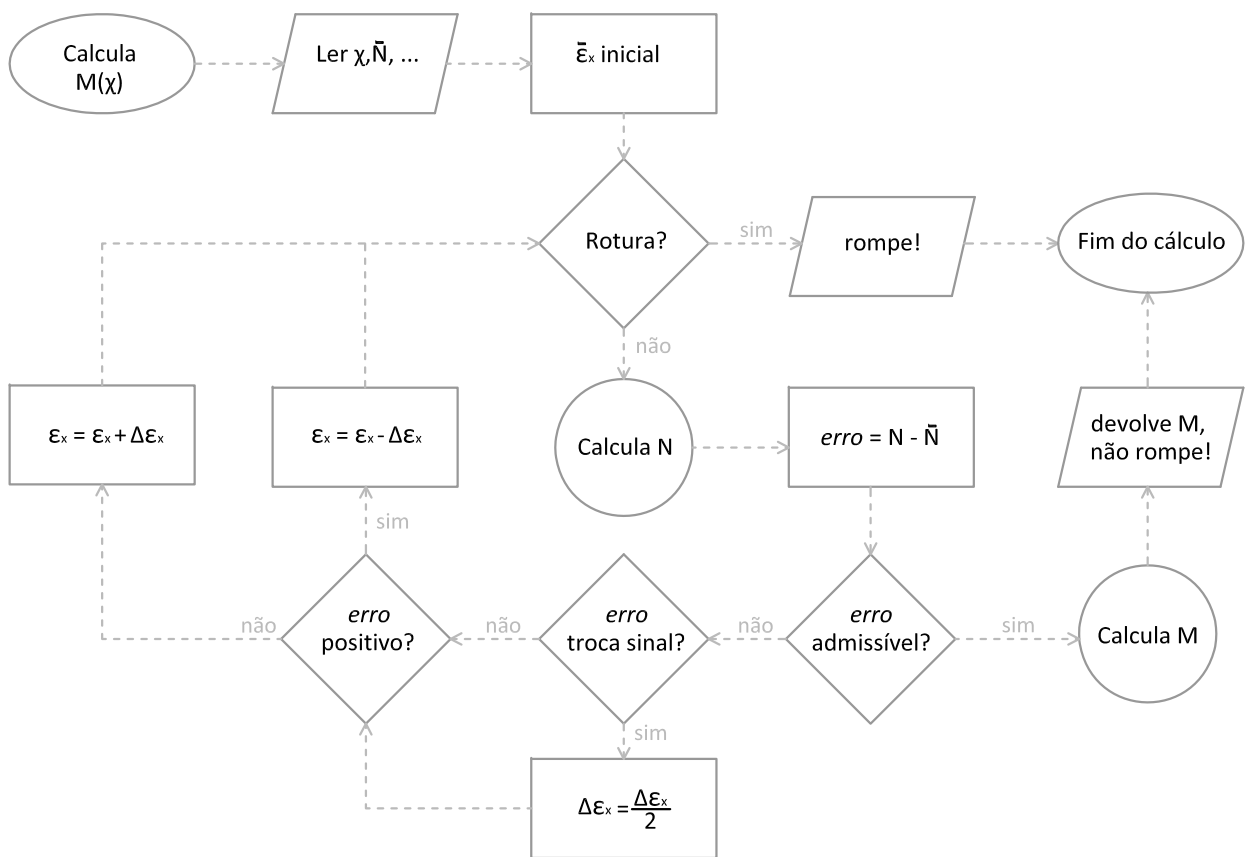 Calcula
M(χ)
Ler χ,N̄, ...
ε̄ₓ inicial
Rotura?
sim
rompe!
Fim do cálculo
não
εₓ = εₓ + Δεₓ
εₓ = εₓ - Δεₓ
Calcula N
erro = N - N̄
devolve M,
não rompe!
sim
não
erro
positivo?
não
erro
troca sinal?
não
erro
admissível?
sim
Calcula M
sim
Δεₓ = Δεₓ
2